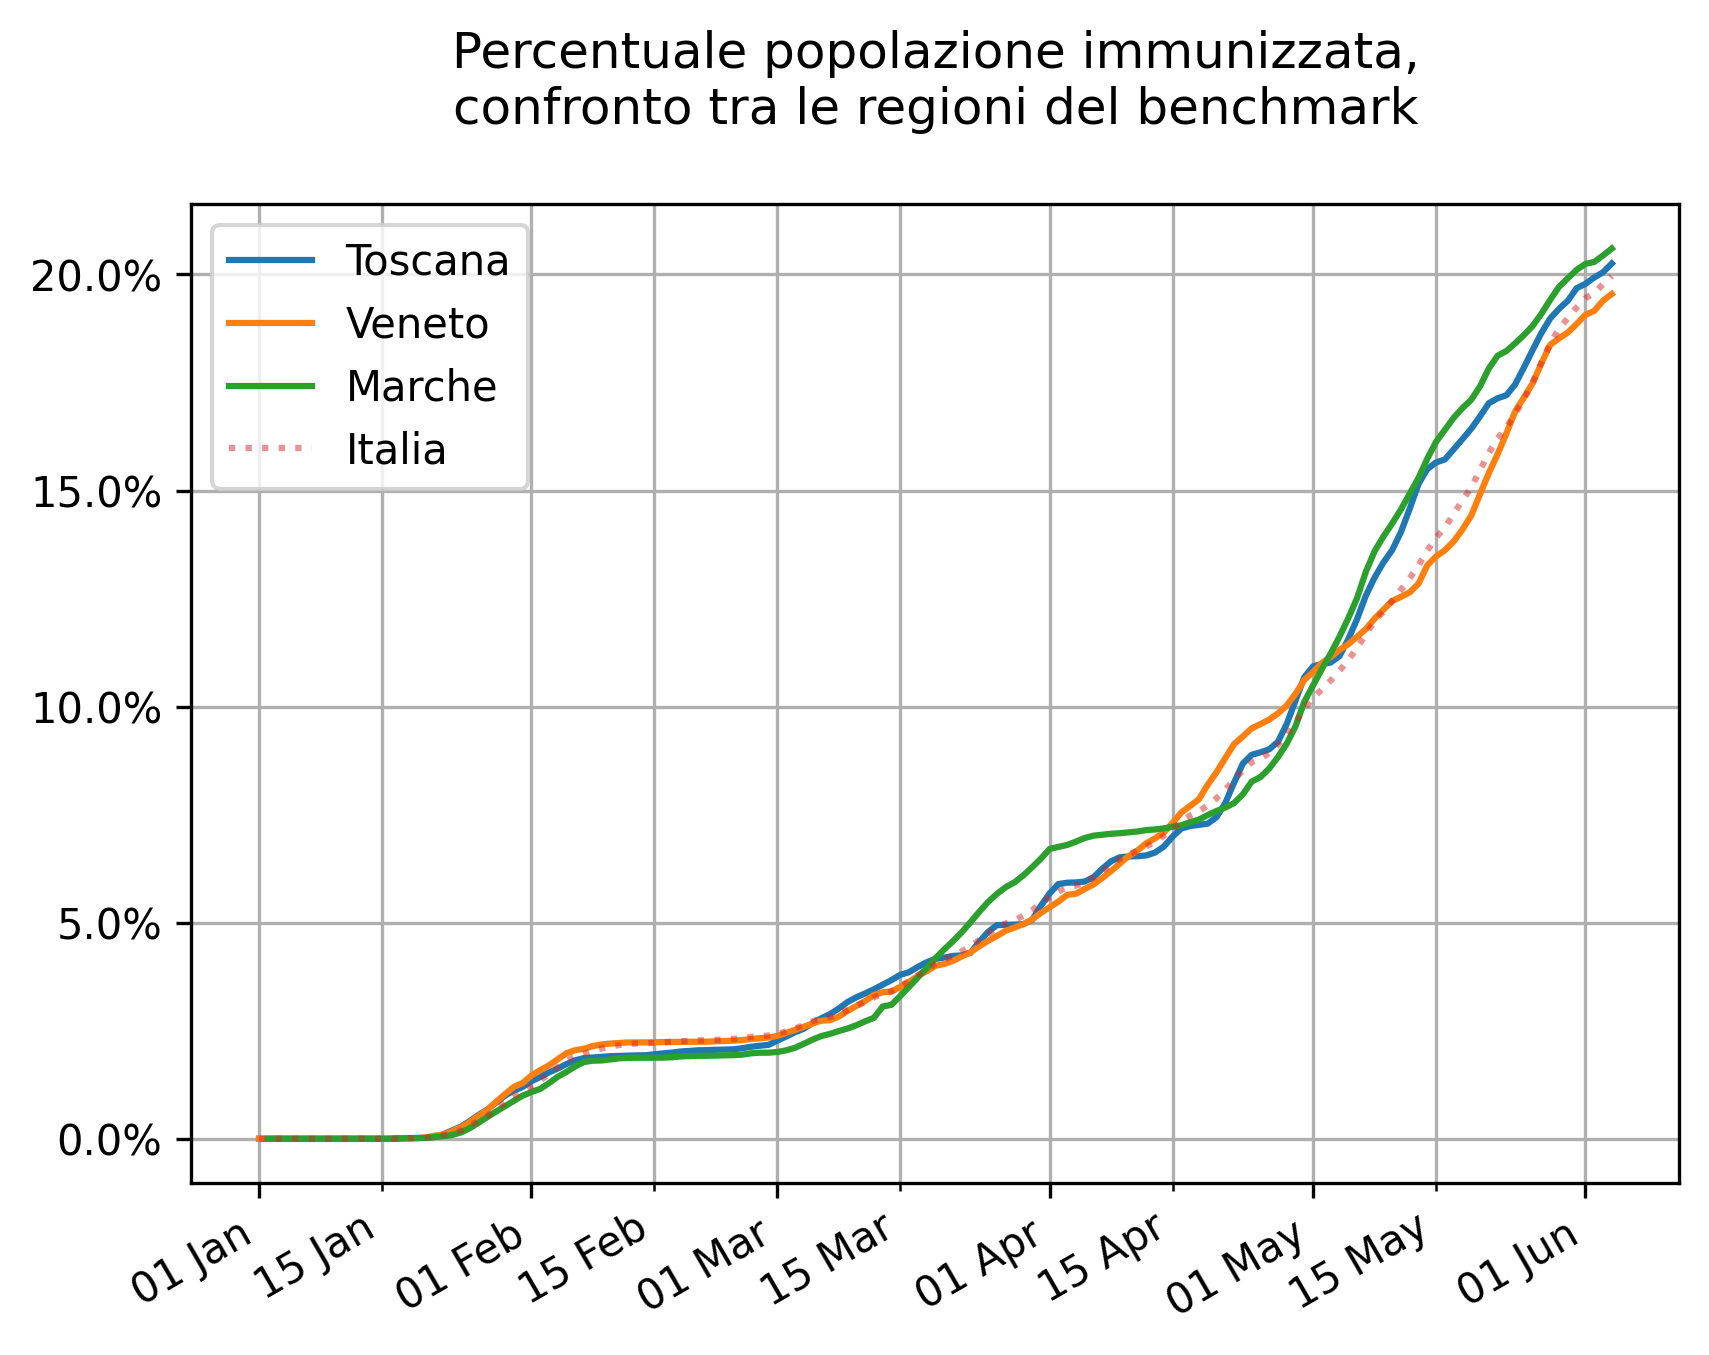 Percentuale popolazione immunizzata,
confronto tra le regioni del benchmark
Toscana
Veneto
Marche
Italia
20.0%
15.0%
10.0%
5.0%
0.0%
01 Jan
15 Jan
01 Feb
15 Feb
01 Mar
15 Mar
01 Apr
15 Apr
01 May
15 May
01 Jun